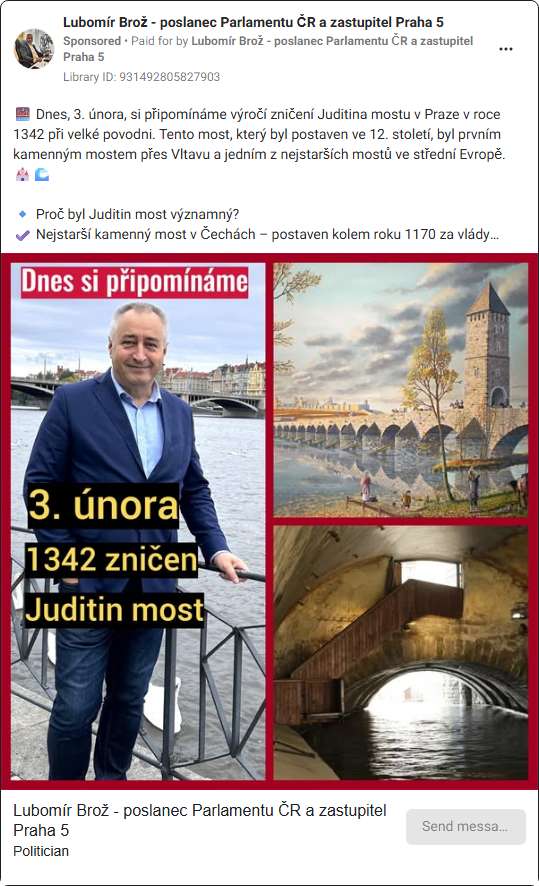 Lubomír Brož - poslanec Parlamentu ČR a zastupitel Praha 5
Sponsored • Paid for by Lubomír Brož - poslanec Parlamentu ČR a zastupitel
Praha 5
Library ID: 931492805827903
Dnes, 3. února, si připomínáme výročí zničení Juditina mostu v Praze v roce
1342 při velké povodni. Tento most, který byl postaven ve 12. století, byl prvním
kamenným mostem přes Vltavu a jedním z nejstarších mostů ve střední Evropě.
Proč byl Juditin most významný?
Nejstarší kamenný most v Čechách – postaven kolem roku 1170 za vlády…
Dnes si připomínáme
3. února
1342 zničen
Juditin most
Lubomír Brož - poslanec Parlamentu ČR a zastupitel
Praha 5
Politician
Send messa…